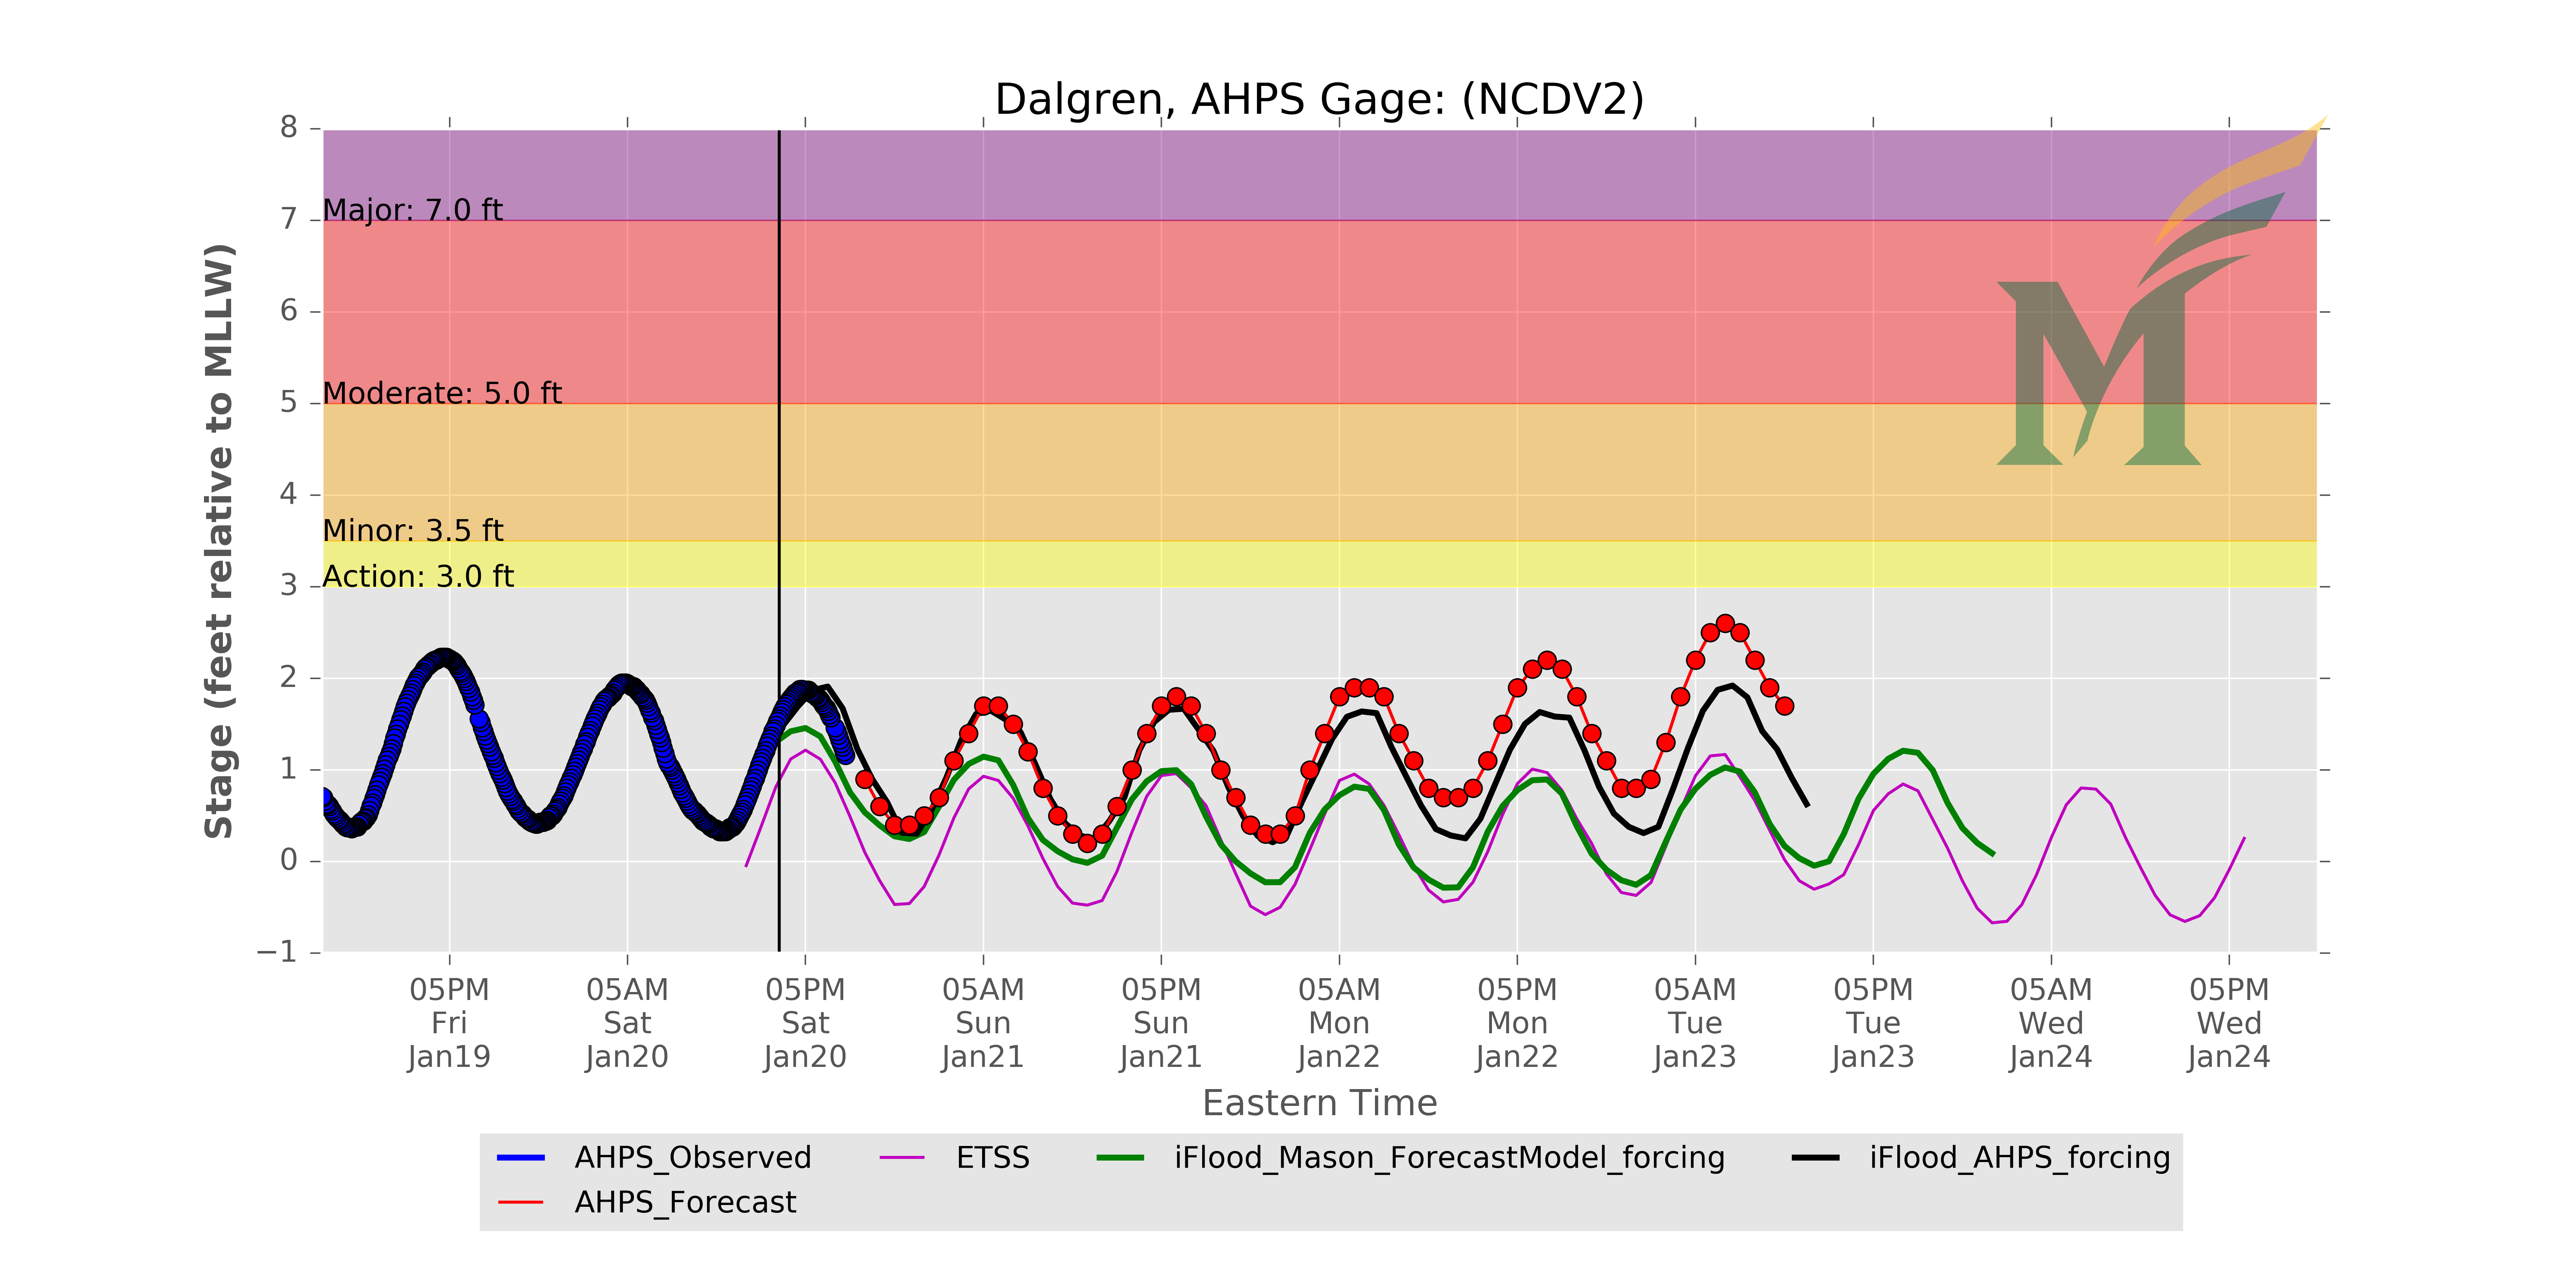 Dalgren, AHPS Gage: (NCDV2)
Stage (feet relative to MLLW)
8
7
6
5
4
3
2
1
0
−1
Major: 7.0 ft
Moderate: 5.0 ft
Minor: 3.5 ft
Action: 3.0 ft
05PM 05AM 05PM 05AM 05PM 05AM 05PM 05AM 05PM 05AM 05PM
Fri Sat Sat Sun Sun Mon Mon Tue Tue Wed Wed
Jan19 Jan20 Jan20 Jan21 Jan21 Jan22 Jan22 Jan23 Jan23 Jan24 Jan24
Eastern Time
AHPS_Observed ETSS iFlood_Mason_ForecastModel_forcing iFlood_AHPS_forcing
AHPS_Forecast